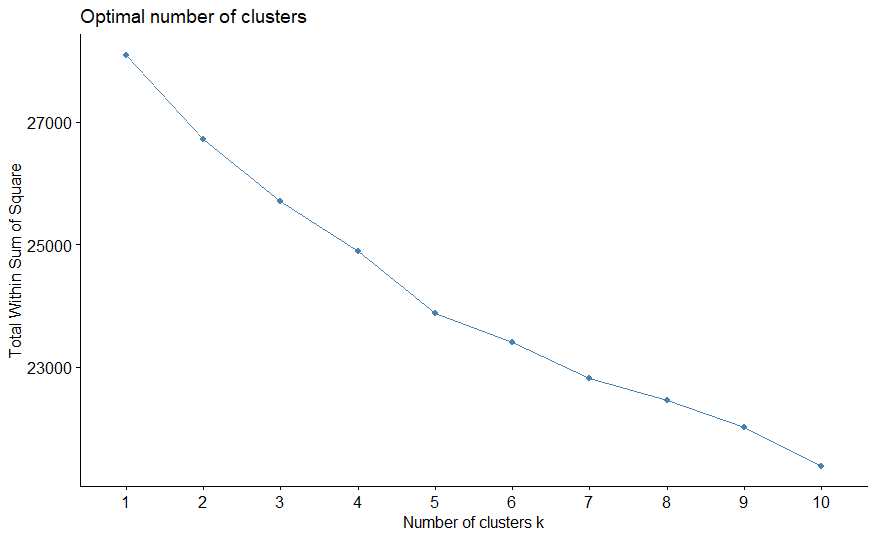 Optimal number of clusters
Total Within Sum of Square
27000
25000
23000
1 2 3 4 5 6 7 8 9 10
Number of clusters k